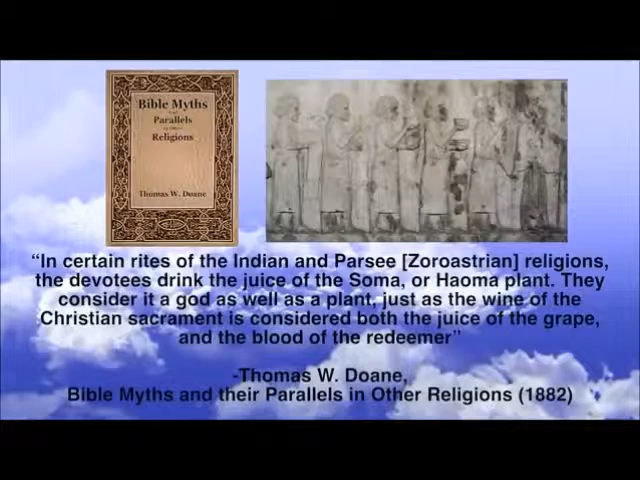 Bible Myths
and
Parallels
in Other
Religions
Thomas W. Doane
“In certain rites of the Indian and Parsee [Zoroastrian] religions,
the devotees drink the juice of the Soma, or Haoma plant. They
consider it a god as well as a plant, just as the wine of the
Christian sacrament is considered both the juice of the grape,
and the blood of the redeemer”
-Thomas W. Doane,
Bible Myths and their Parallels in Other Religions (1882)